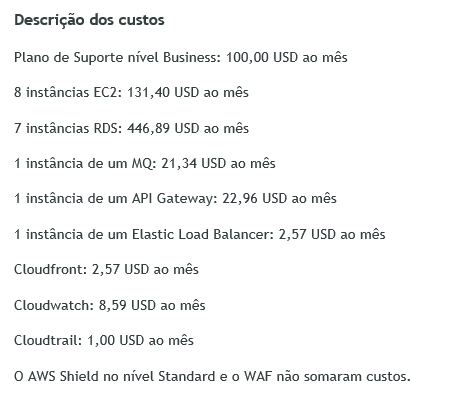 Descrição dos custos
Plano de Suporte nível Business: 100,00 USD ao mês
8 instâncias EC2: 131,40 USD ao mês
7 instâncias RDS: 446,89 USD ao mês
1 instância de um MQ: 21,34 USD ao mês
1 instância de um API Gateway: 22,96 USD ao mês
1 instância de um Elastic Load Balancer: 2,57 USD ao mês
Cloudfront: 2,57 USD ao mês
Cloudwatch: 8,59 USD ao mês
Cloudtrail: 1,00 USD ao mês
O AWS Shield no nível Standard e o WAF não somaram custos.